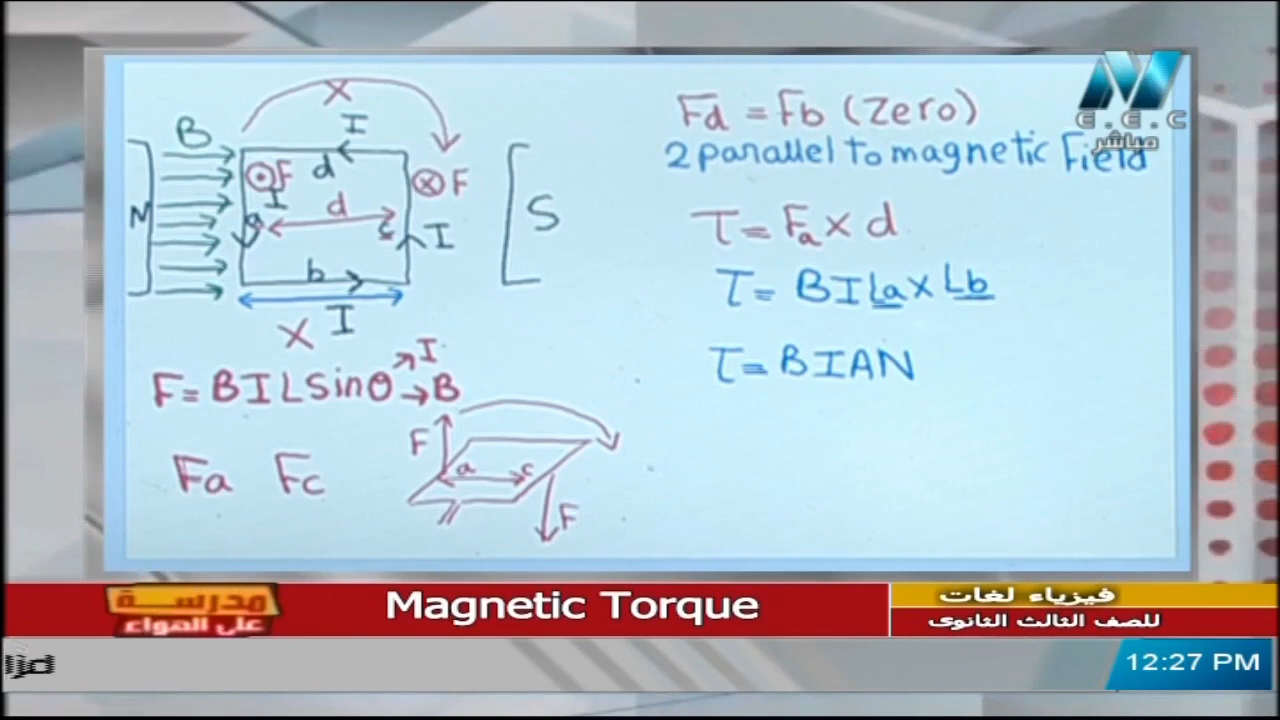 X
I
B
d
F
F
I
d
N
a
c
I
S
b
X
I
F = BILSinθ → I
→ B
Fa Fc
F
a
c
F
Fd = Fb (Zero)
2 parallel to magnetic Field
τ = Fa × d
τ = BILa × Lb
τ = BIAN
E.E.C
مباشر
مدرسة
على الهواء
Magnetic Torque
فيزياء لغات
للصف الثالث الثانوى
12:27 PM